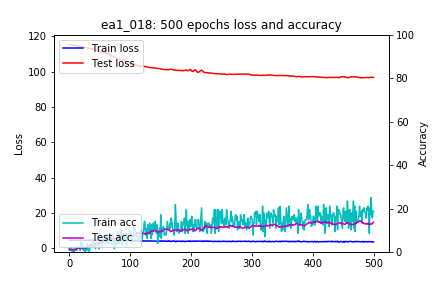 ea1_018: 500 epochs loss and accuracy
120
100
80
60
40
20
0
Loss
Train loss
Test loss
Train acc
Test acc
100
80
60
40
20
0
Accuracy
0
100
200
300
400
500